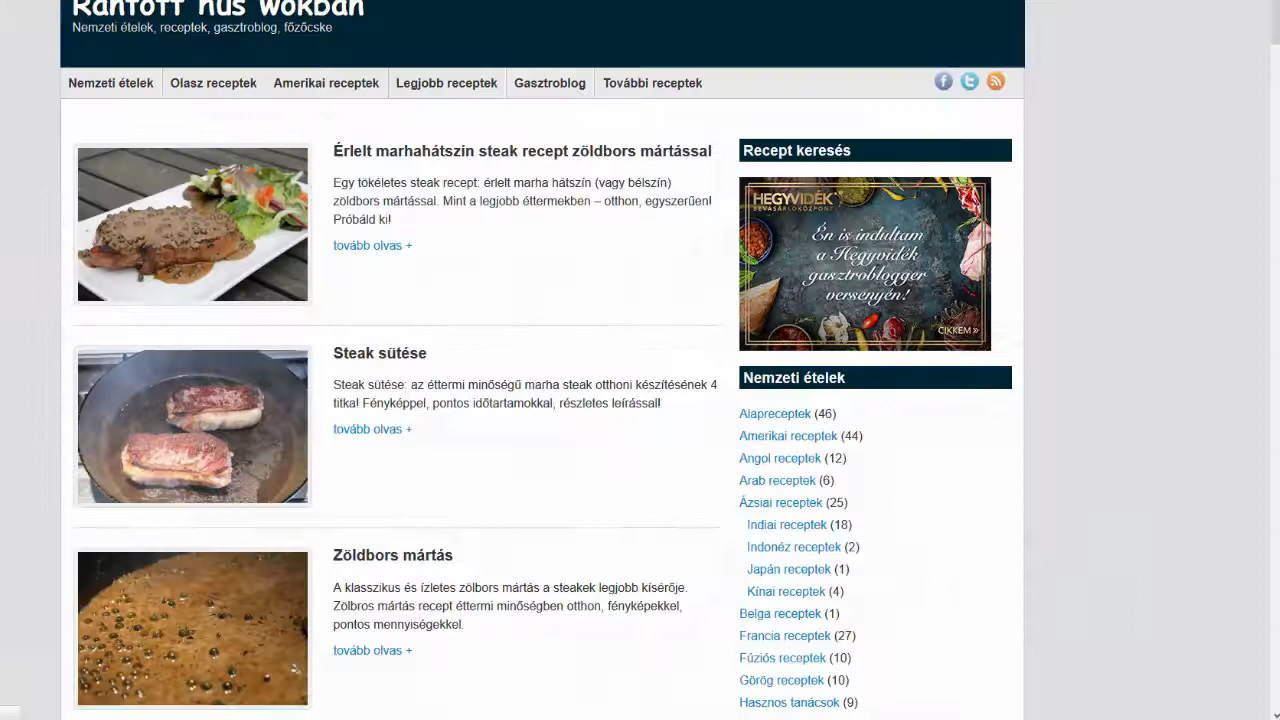 Rántott hús wokban
Nemzeti ételek, receptek, gasztroblog, főzőcske
Nemzeti ételek
Olasz receptek
Amerikai receptek
Legjobb receptek
Gasztroblog
További receptek
Érlelt marhahátszín steak recept zöldbors mártással
Egy tökéletes steak recept: érlelt marha hátszín (vagy bélszín)
zöldbors mártással. Mint a legjobb éttermekben – otthon, egyszerűen!
Próbáld ki!
tovább olvas +
Steak sütése
Steak sütése: az éttermi minőségű marha steak otthoni készítésének 4
titka! Fényképpel, pontos időtartamokkal, részletes leírással!
tovább olvas +
Zöldbors mártás
A klasszikus és ízletes zölbors mártás a steakek legjobb kísérője.
Zölbros mártás recept éttermi minőségben otthon, fényképekkel,
pontos mennyiségekkel.
tovább olvas +
Recept keresés
HEGYVIDÉK
BEVÁSÁRLÓKÖZPONT
Én is indultam
a Hegyvidék
gasztroblogger
versenyén!
CIKKEM »
Nemzeti ételek
Alapreceptek (46)
Amerikai receptek (44)
Angol receptek (12)
Arab receptek (6)
Ázsiai receptek (25)
Indiai receptek (18)
Indonéz receptek (2)
Japán receptek (1)
Kínai receptek (4)
Belga receptek (1)
Francia receptek (27)
Fúziós receptek (10)
Görög receptek (10)
Hasznos tanácsok (9)